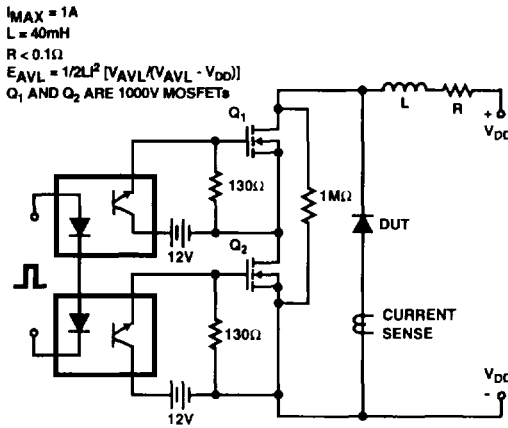 IMAX = 1A
L = 40mH
R < 0.1Ω
EAVL = 1/2LI² [VAVL/(VAVL - VDD)]
Q1 AND Q2 ARE 1000V MOSFETs
Q1
L
R
+
VDD
130Ω
1MΩ
12V
DUT
Q2
130Ω
CURRENT
SENSE
VDD
-
12V